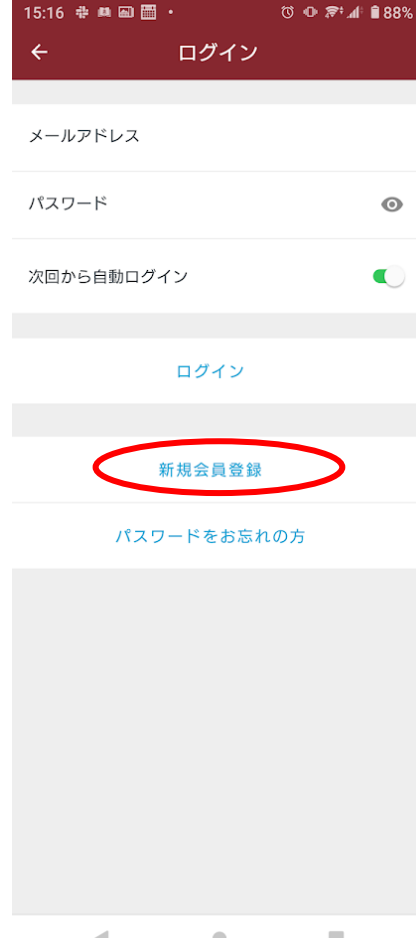 15:16
88%
ログイン
メールアドレス
パスワード
次回から自動ログイン
ログイン
新規会員登録
パスワードをお忘れの方